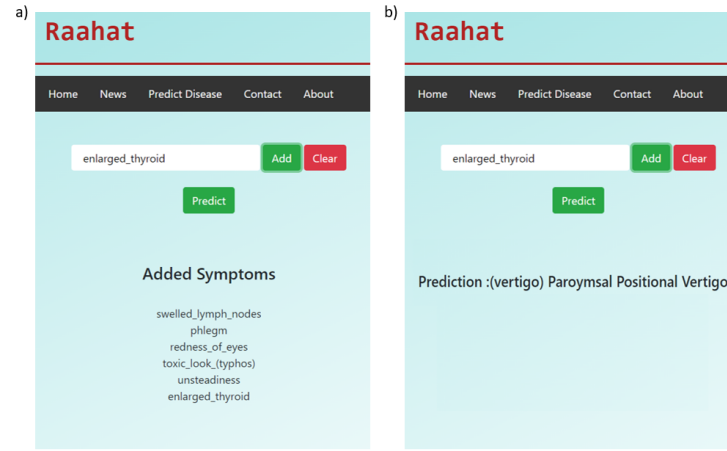 a)
Raahat
Home News Predict Disease Contact About
enlarged_thyroid Add Clear
Predict
Added Symptoms
swelled_lymph_nodes
phlegm
redness_of_eyes
toxic_look_(typhos)
unsteadiness
enlarged_thyroid
b)
Raahat
Home News Predict Disease Contact About
enlarged_thyroid Add Clear
Predict
Prediction :(vertigo) Paroymsal Positional Vertigo